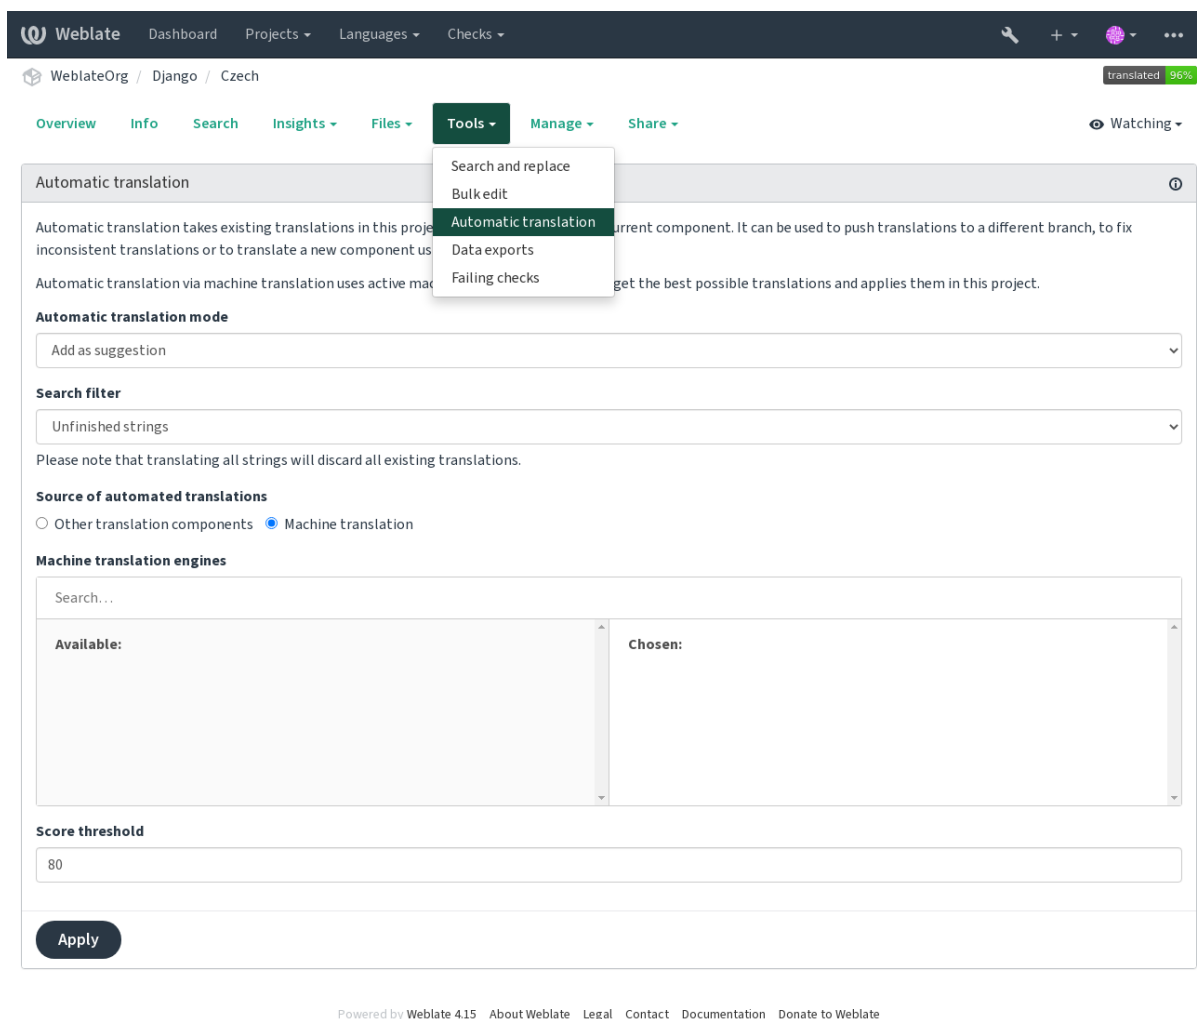 Weblate Dashboard Projects Languages Checks
WeblateOrg / Django / Czech translated 96%
Overview Info Search Insights Files Tools Manage Share Watching
Search and replace
Bulk edit
Automatic translation
Data exports
Failing checks
Automatic translation
Automatic translation takes existing translations in this proje urrent component. It can be used to push translations to a different branch, to fix
inconsistent translations or to translate a new component us
Automatic translation via machine translation uses active mac get the best possible translations and applies them in this project.
Automatic translation mode
Add as suggestion
Search filter
Unfinished strings
Please note that translating all strings will discard all existing translations.
Source of automated translations
Other translation components Machine translation
Machine translation engines
Search…
Available: Chosen:
Score threshold
80
Apply
Powered by Weblate 4.15 About Weblate Legal Contact Documentation Donate to Weblate